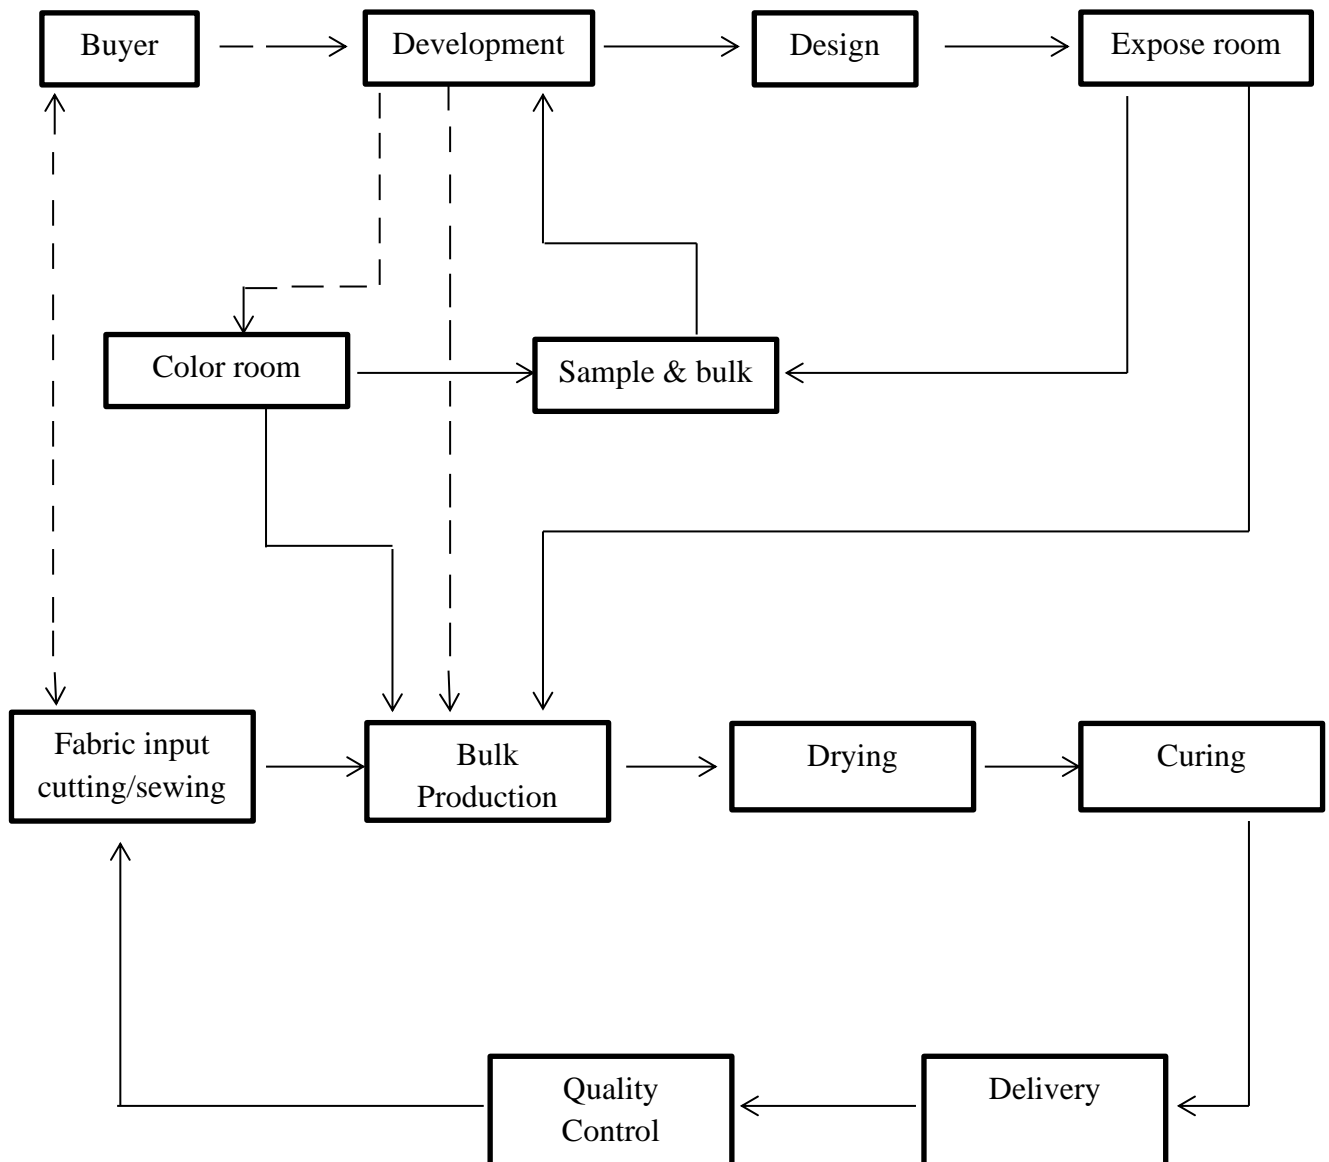 Buyer
Development
Design
Expose room
Color room
Sample & bulk
Fabric input
cutting/sewing
Bulk
Production
Drying
Curing
Quality
Control
Delivery